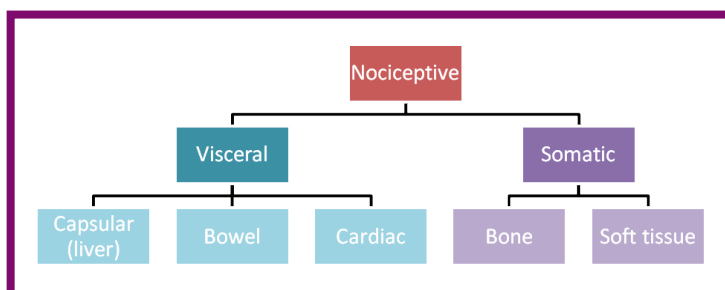 Nociceptive
Visceral
Somatic
Capsular
(liver)
Bowel
Cardiac
Bone
Soft tissue